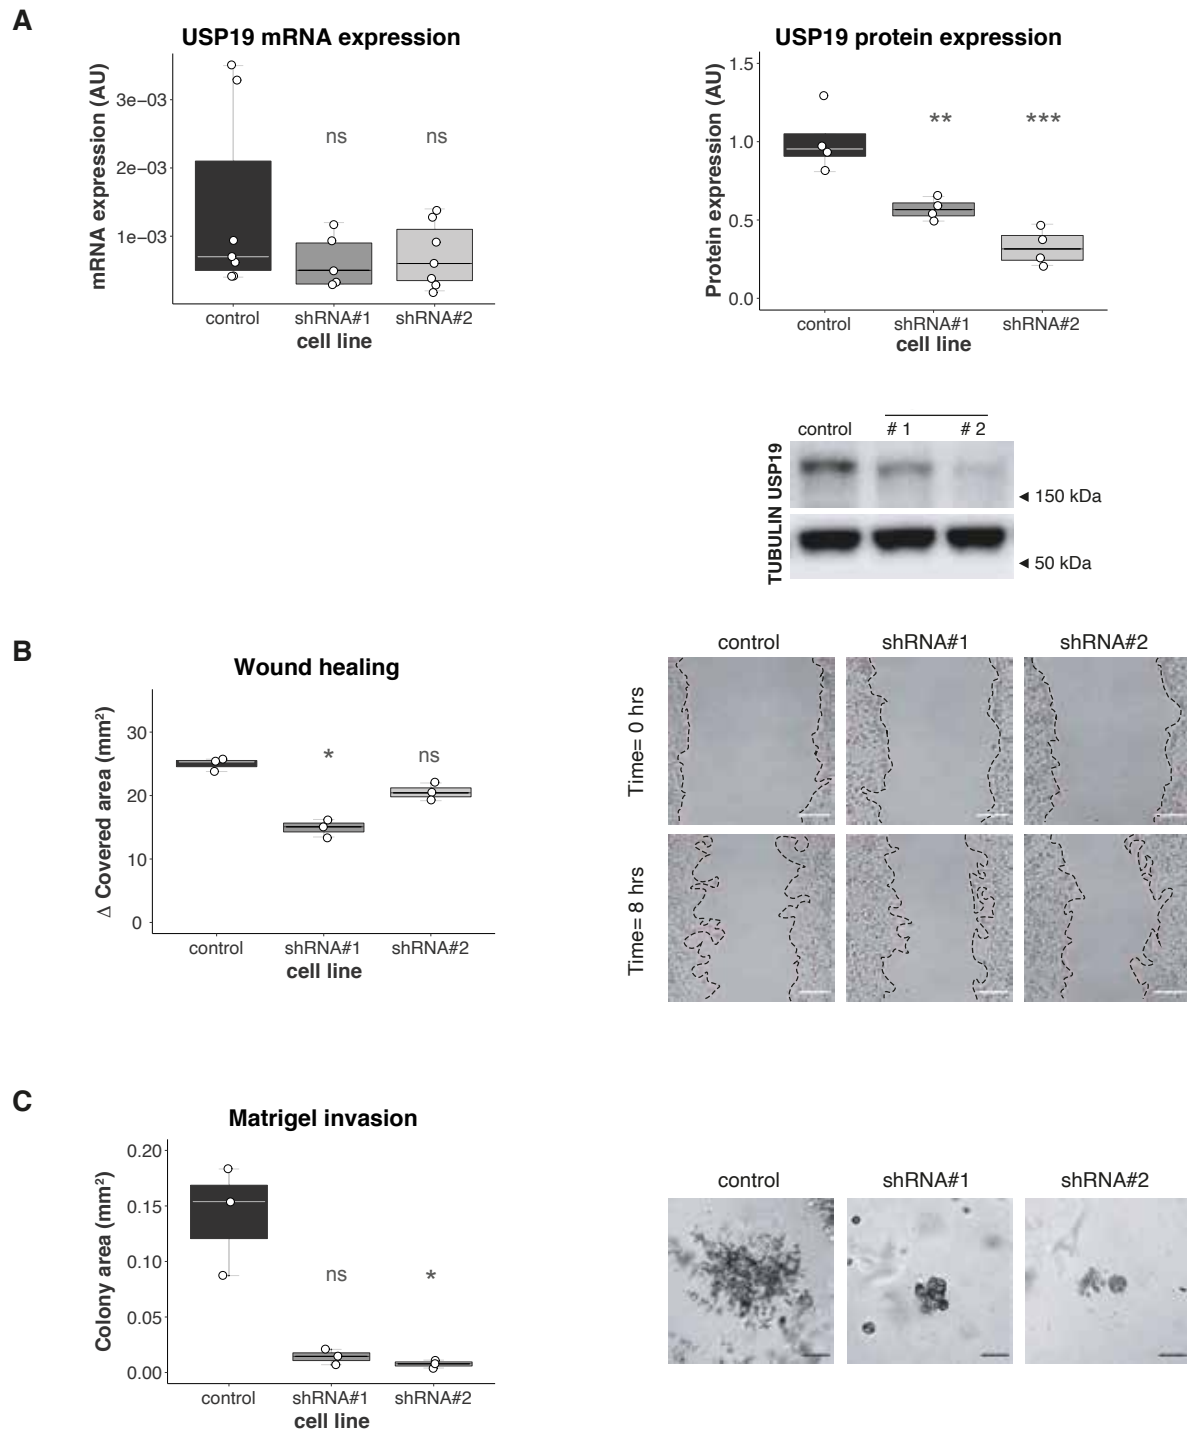 A
USP19 mRNA expression
mRNA expression (AU)
3e−03
2e−03
1e−03
ns
ns
control
shRNA#1
shRNA#2
cell line
USP19 protein expression
Protein expression (AU)
1.5
1.0
0.5
0.0
**
***
control
shRNA#1
shRNA#2
cell line
control
# 1
# 2
TUBULIN USP19
◄ 150 kDa
◄ 50 kDa
B
Wound healing
Δ Covered area (mm²)
30
20
10
0
*
ns
control
shRNA#1
shRNA#2
cell line
control
shRNA#1
shRNA#2
Time= 0 hrs
Time= 8 hrs
C
Matrigel invasion
Colony area (mm²)
0.20
0.15
0.10
0.05
0.00
ns
*
control
shRNA#1
shRNA#2
cell line
control
shRNA#1
shRNA#2